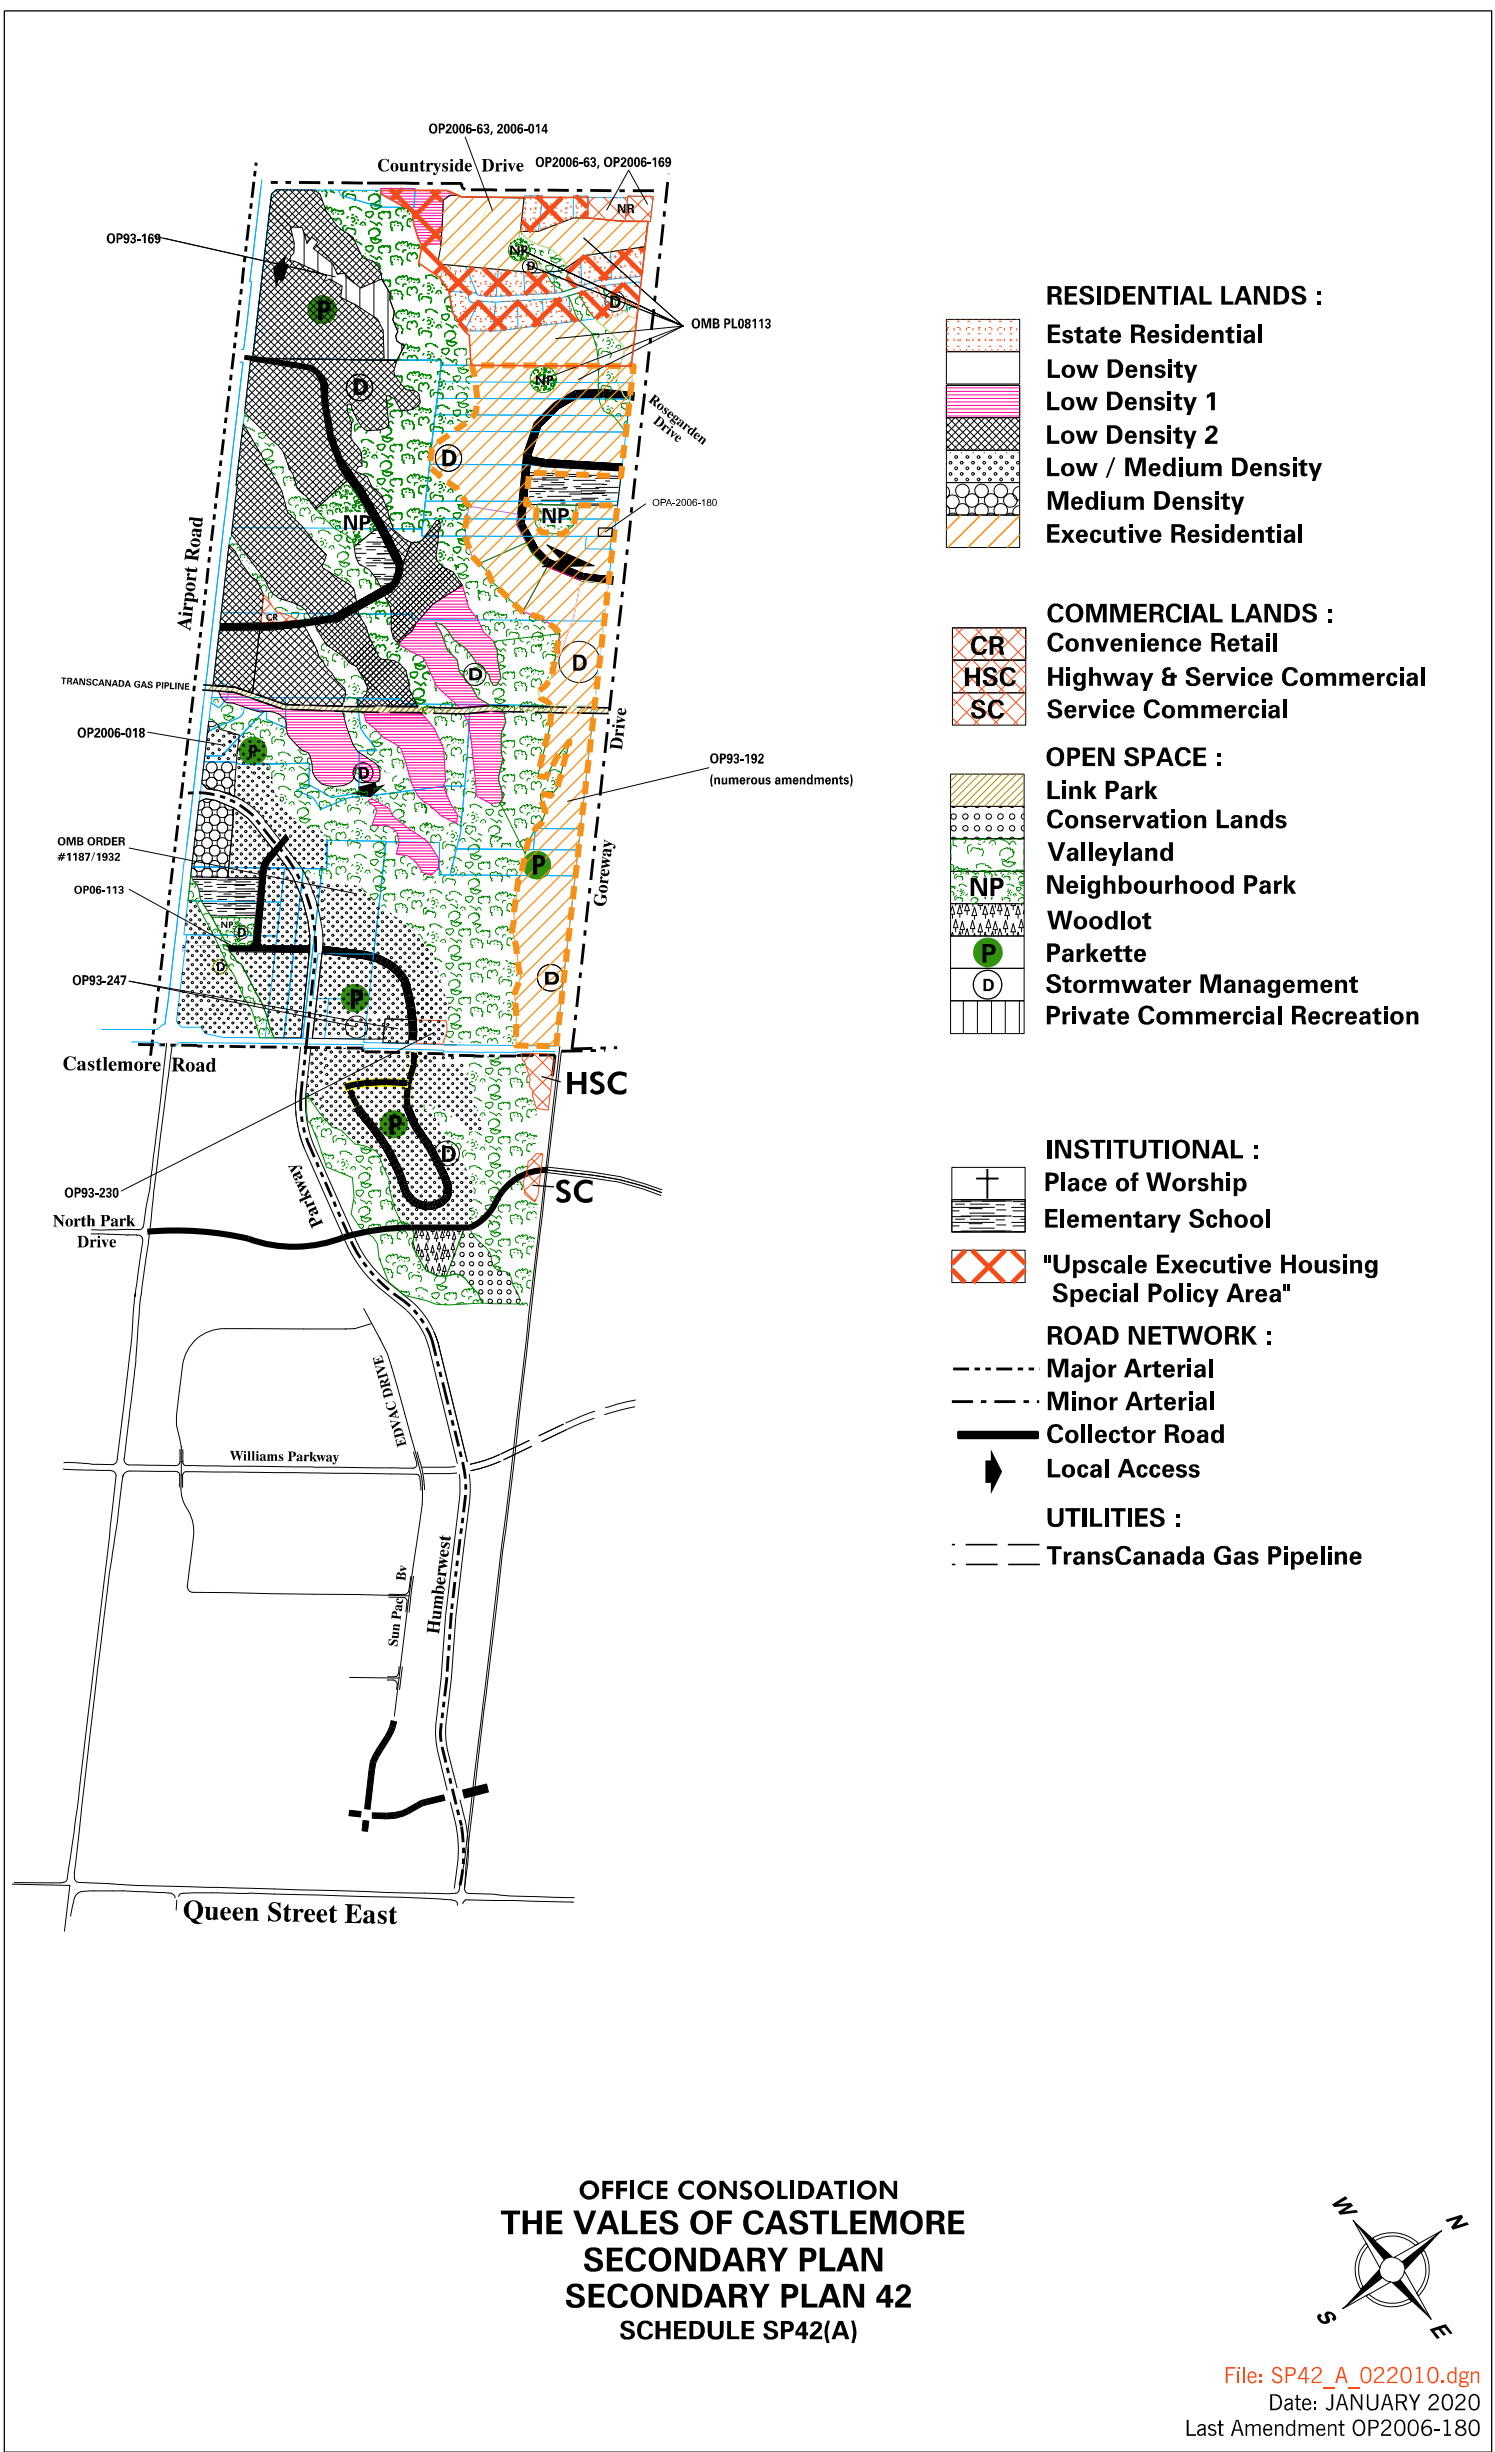 OP2006-63, 2006-014
Countryside Drive
OP2006-63, OP2006-169
NR
OP93-169
NR
D
D
P
OMB PL08113
D
NP
Rosegarden
Drive
D
NP
NP
OPA-2006-180
Airport Road
CR
D
D
TRANSCANADA GAS PIPLINE
OP2006-018
P
D
Drive
OP93-192
(numerous amendments)
OMB ORDER
#1187/1932
P
Goreway
OP06-113
NP
D
D
D
OP93-247
P
Castlemore Road
HSC
P
D
OP93-230
Parkway
SC
North Park
Drive
EDVAC DRIVE
Williams Parkway
Sun Pac Bv
Humberwest
Queen Street East
RESIDENTIAL LANDS :
Estate Residential
Low Density
Low Density 1
Low Density 2
Low / Medium Density
Medium Density
Executive Residential
COMMERCIAL LANDS :
CR Convenience Retail
HSC Highway & Service Commercial
SC Service Commercial
OPEN SPACE :
Link Park
Conservation Lands
Valleyland
NP Neighbourhood Park
Woodlot
P Parkette
D Stormwater Management
Private Commercial Recreation
INSTITUTIONAL :
Place of Worship
Elementary School
"Upscale Executive Housing
Special Policy Area"
ROAD NETWORK :
Major Arterial
Minor Arterial
Collector Road
Local Access
UTILITIES :
TransCanada Gas Pipeline
OFFICE CONSOLIDATION
THE VALES OF CASTLEMORE
SECONDARY PLAN
SECONDARY PLAN 42
SCHEDULE SP42(A)
W
N
S
E
File: SP42_A_022010.dgn
Date: JANUARY 2020
Last Amendment OP2006-180